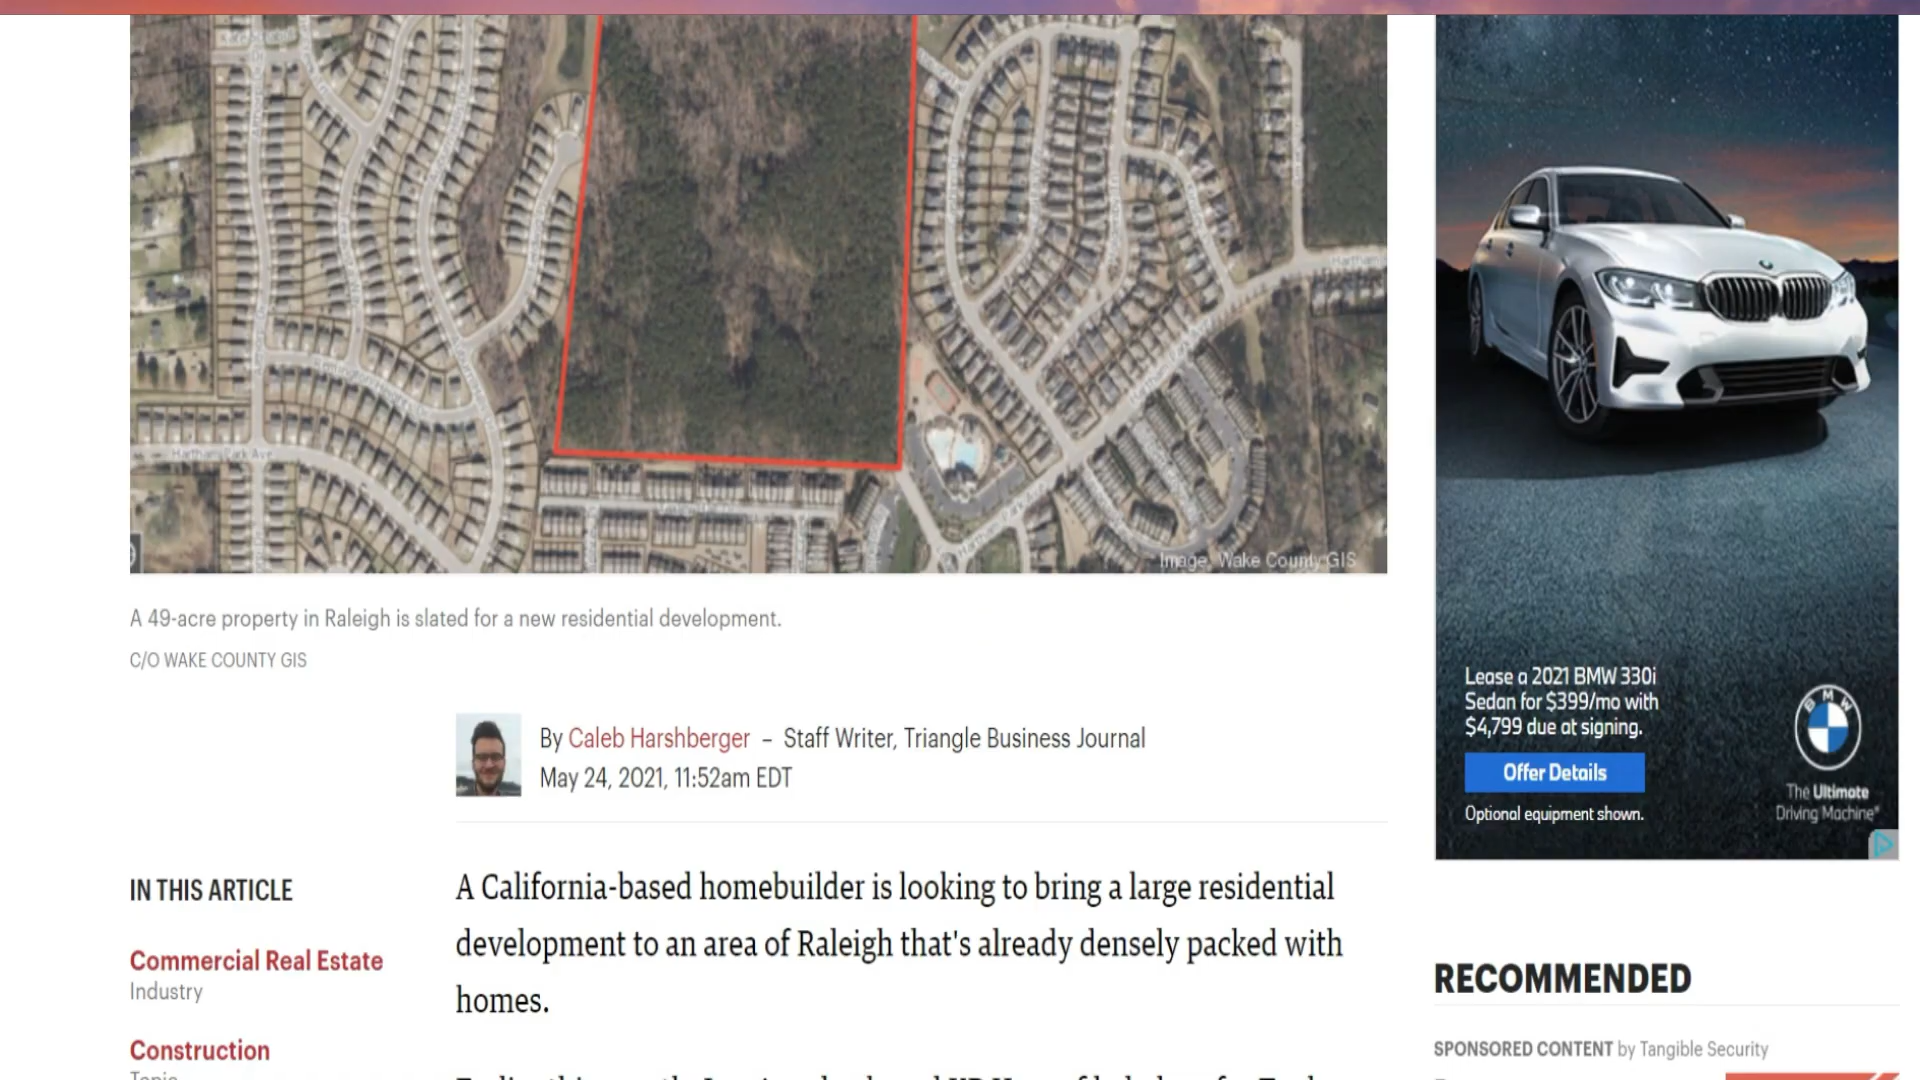 Hartham Park Ave
Image, Wake County GIS
A 49-acre property in Raleigh is slated for a new residential development.
C/O WAKE COUNTY GIS
By Caleb Harshberger – Staff Writer, Triangle Business Journal
May 24, 2021, 11:52am EDT
IN THIS ARTICLE
Commercial Real Estate
Industry
Construction
Topic
A California-based homebuilder is looking to bring a large residential
development to an area of Raleigh that's already densely packed with
homes.
Lease a 2021 BMW 330i
Sedan for $399/mo with
$4,799 due at signing.
Offer Details
Optional equipment shown.
BMW
The Ultimate
Driving Machine®
RECOMMENDED
SPONSORED CONTENT by Tangible Security